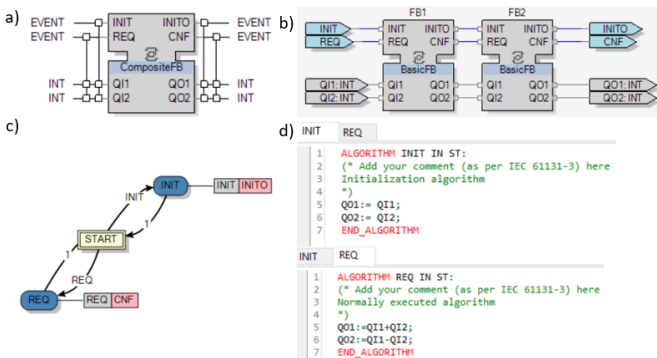 a)
EVENT INIT INITO EVENT
EVENT REQ CNF EVENT
CompositeFB
INT QI1 QO1 INT
INT QI2 QO2 INT
b)
FB1 FB2
INIT INIT INITO INIT INITO INITO
REQ REQ CNF REQ CNF CNF
BasicFB BasicFB
QI1: INT QI1 QO1 QI1 QO1 QO1: INT
QI2: INT QI2 QO2 QI2 QO2 QO2: INT
c)
INIT INIT INITO
INIT
1
START
1
REQ
REQ REQ CNF
d)
INIT REQ
1 ALGORITHM INIT IN ST:
2 (* Add your comment (as per IEC 61131-3) here
3 Initialization algorithm
4 *)
5 QO1:= QI1;
6 QO2:= QI2;
7 END_ALGORITHM
INIT REQ
1 ALGORITHM REQ IN ST:
2 (* Add your comment (as per IEC 61131-3) here
3 Normally executed algorithm
4 *)
5 QO1:=QI1+QI2;
6 QO2:=QI1-QI2;
7 END_ALGORITHM